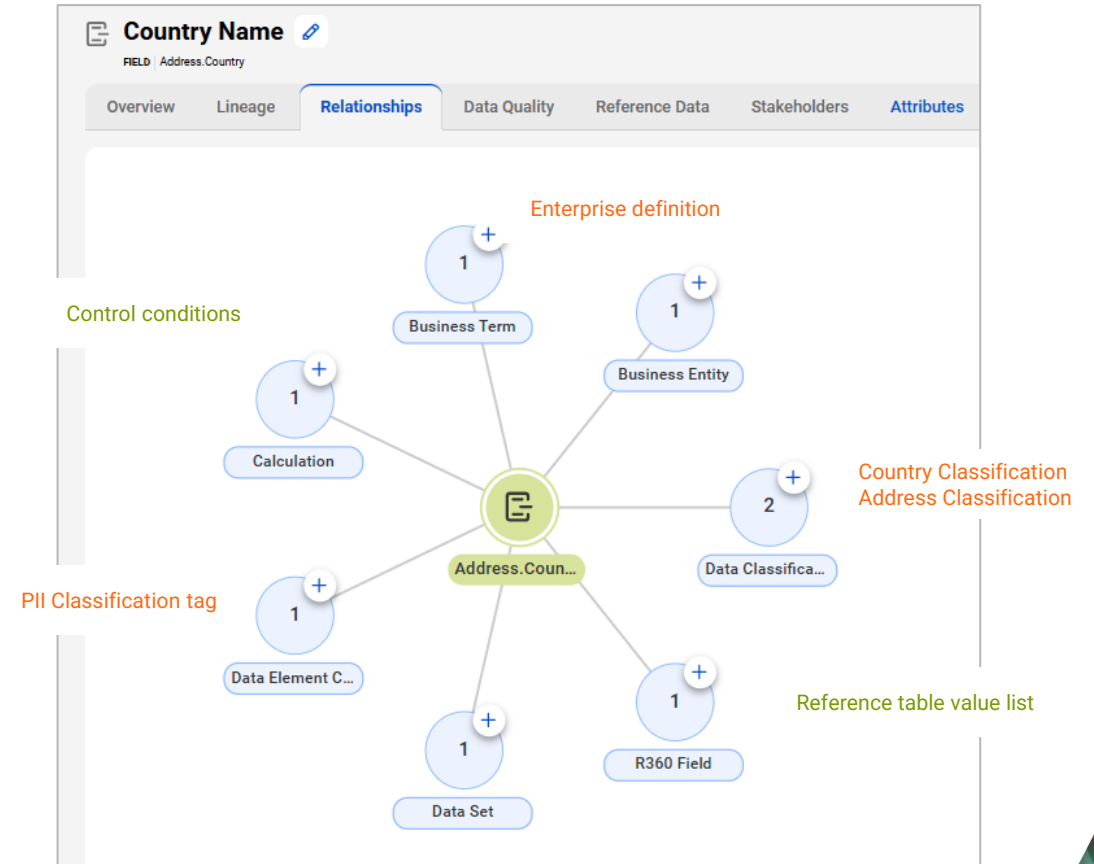 Country Name
FIELD | Address.Country
Overview Lineage Relationships Data Quality Reference Data Stakeholders Attributes
Enterprise definition
1
Business Term
Control conditions
1
Business Entity
1
Calculation
Country Classification
Address Classification
2
Data Classifica...
Address.Coun...
PII Classification tag
1
Data Element C...
Reference table value list
1
R360 Field
1
Data Set